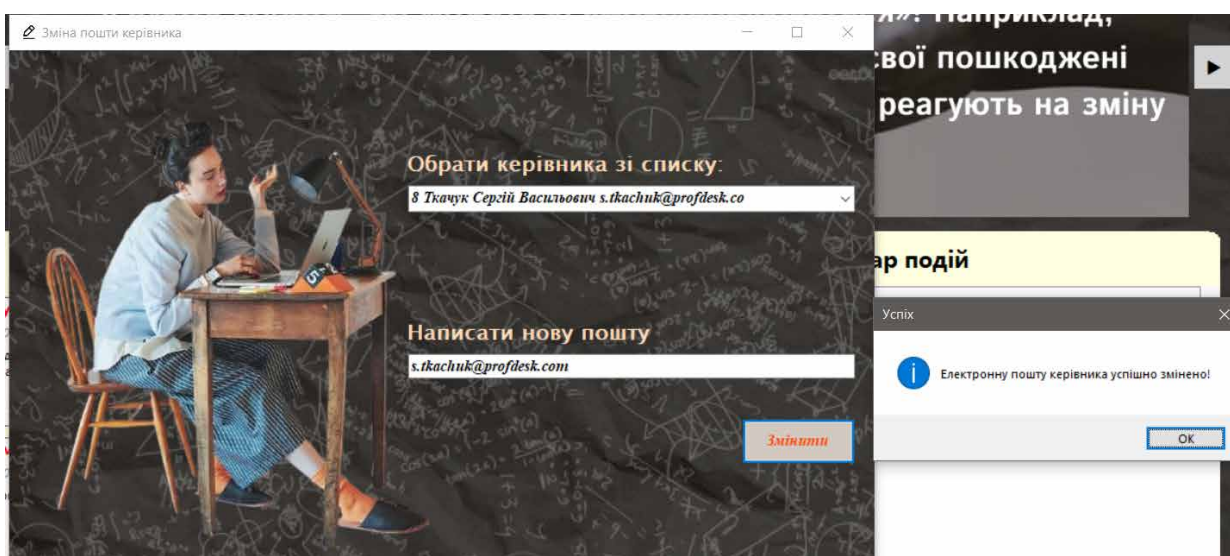 Зміна пошти керівника
я»! Наприклад,
свої пошкоджені
реагують на зміну
Обрати керівника зі списку:
8 Ткачук Сергій Васильович s.tkachuk@profdesk.co
ар подій
Написати нову пошту
s.tkachuk@profdesk.com
Змінити
Успіх
Електронну пошту керівника успішно змінено!
OK